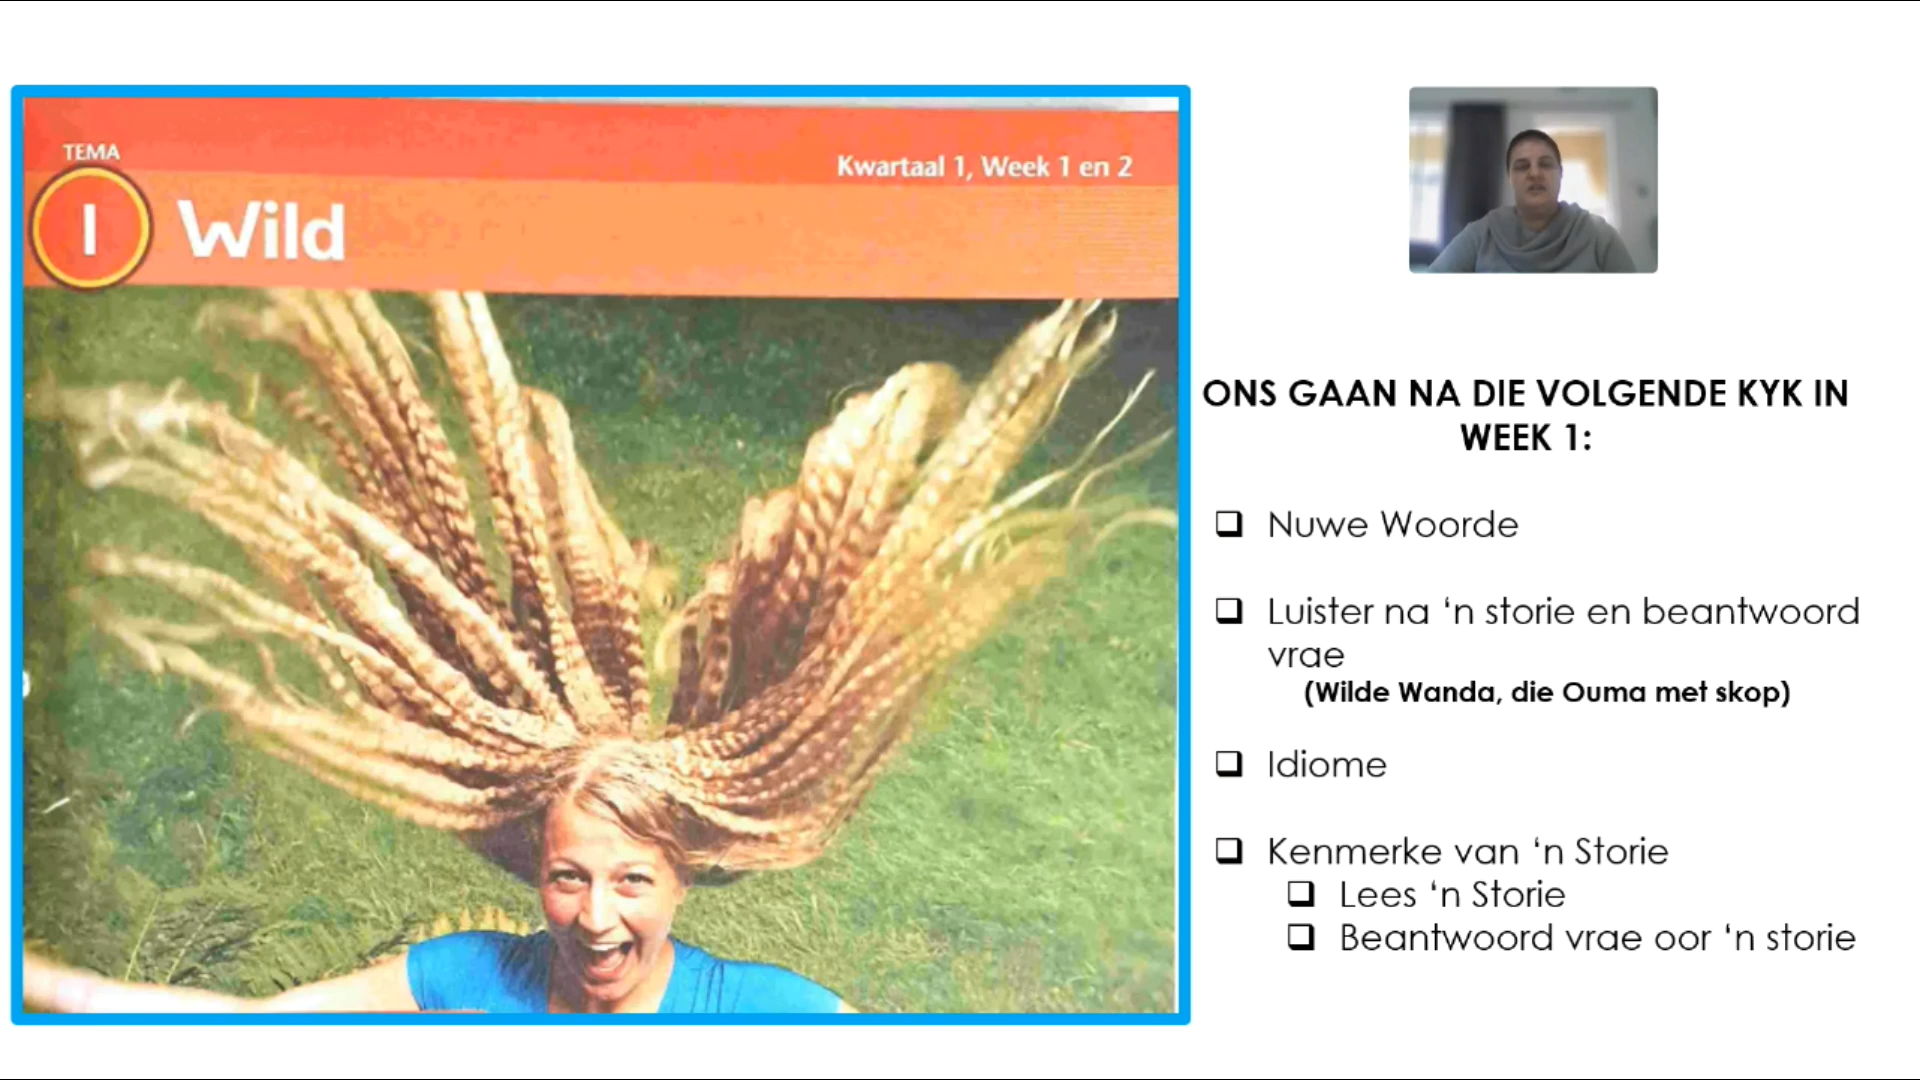 TEMA
Kwartaal 1, Week 1 en 2
1 Wild
ONS GAAN NA DIE VOLGENDE KYK IN
WEEK 1:
Nuwe Woorde
Luister na ‘n storie en beantwoord
vrae
(Wilde Wanda, die Ouma met skop)
Idiome
Kenmerke van ‘n Storie
Lees ‘n Storie
Beantwoord vrae oor ‘n storie